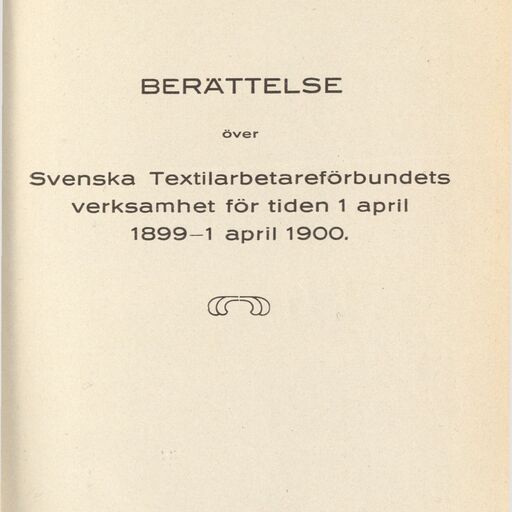 BERÄTTELSE
över
Svenska Textilarbetareförbundets
verksamhet för tiden 1 april
1899–1 april 1900.